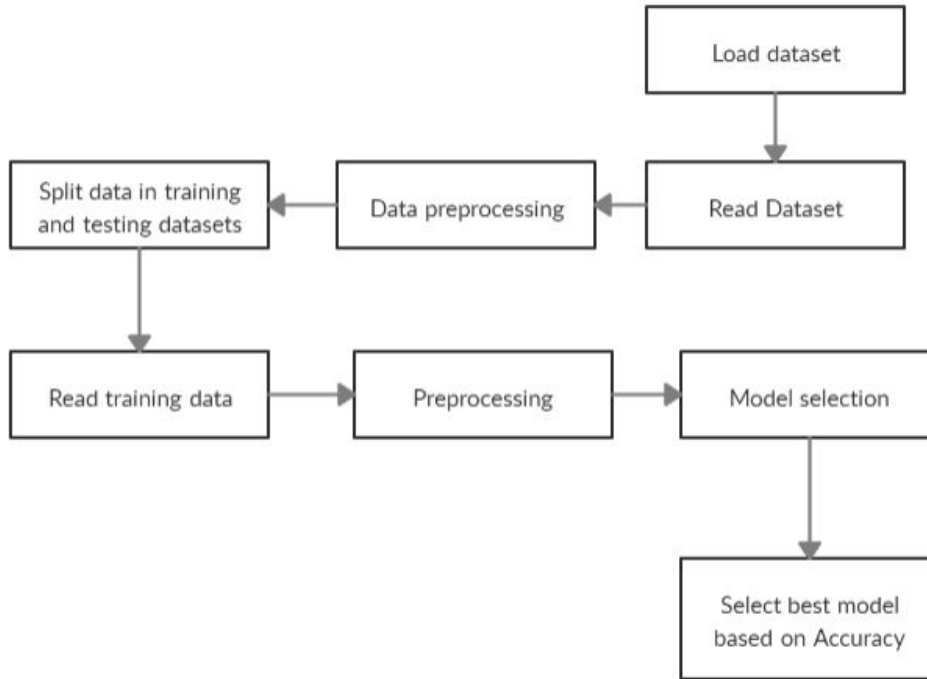 Load dataset
Read Dataset
Data preprocessing
Split data in training
and testing datasets
Read training data
Preprocessing
Model selection
Select best model
based on Accuracy